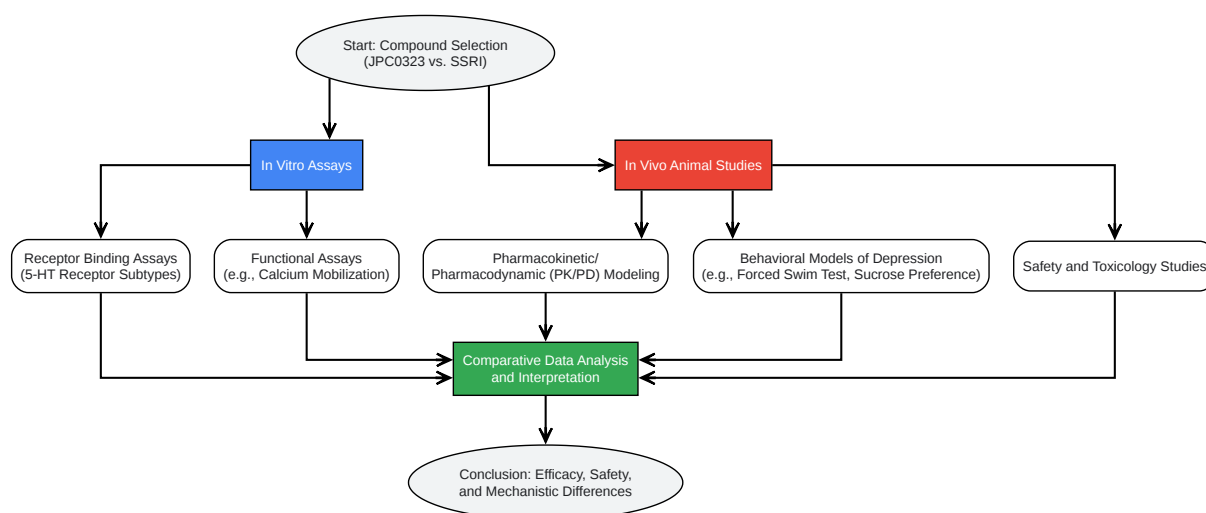 Start: Compound Selection
(JPC0323 vs. SSRI)
In Vitro Assays
In Vivo Animal Studies
Receptor Binding Assays
(5-HT Receptor Subtypes)
Functional Assays
(e.g., Calcium Mobilization)
Pharmacokinetic/
Pharmacodynamic (PK/PD) Modeling
Behavioral Models of Depression
(e.g., Forced Swim Test, Sucrose Preference)
Safety and Toxicology Studies
Comparative Data Analysis
and Interpretation
Conclusion: Efficacy, Safety,
and Mechanistic Differences